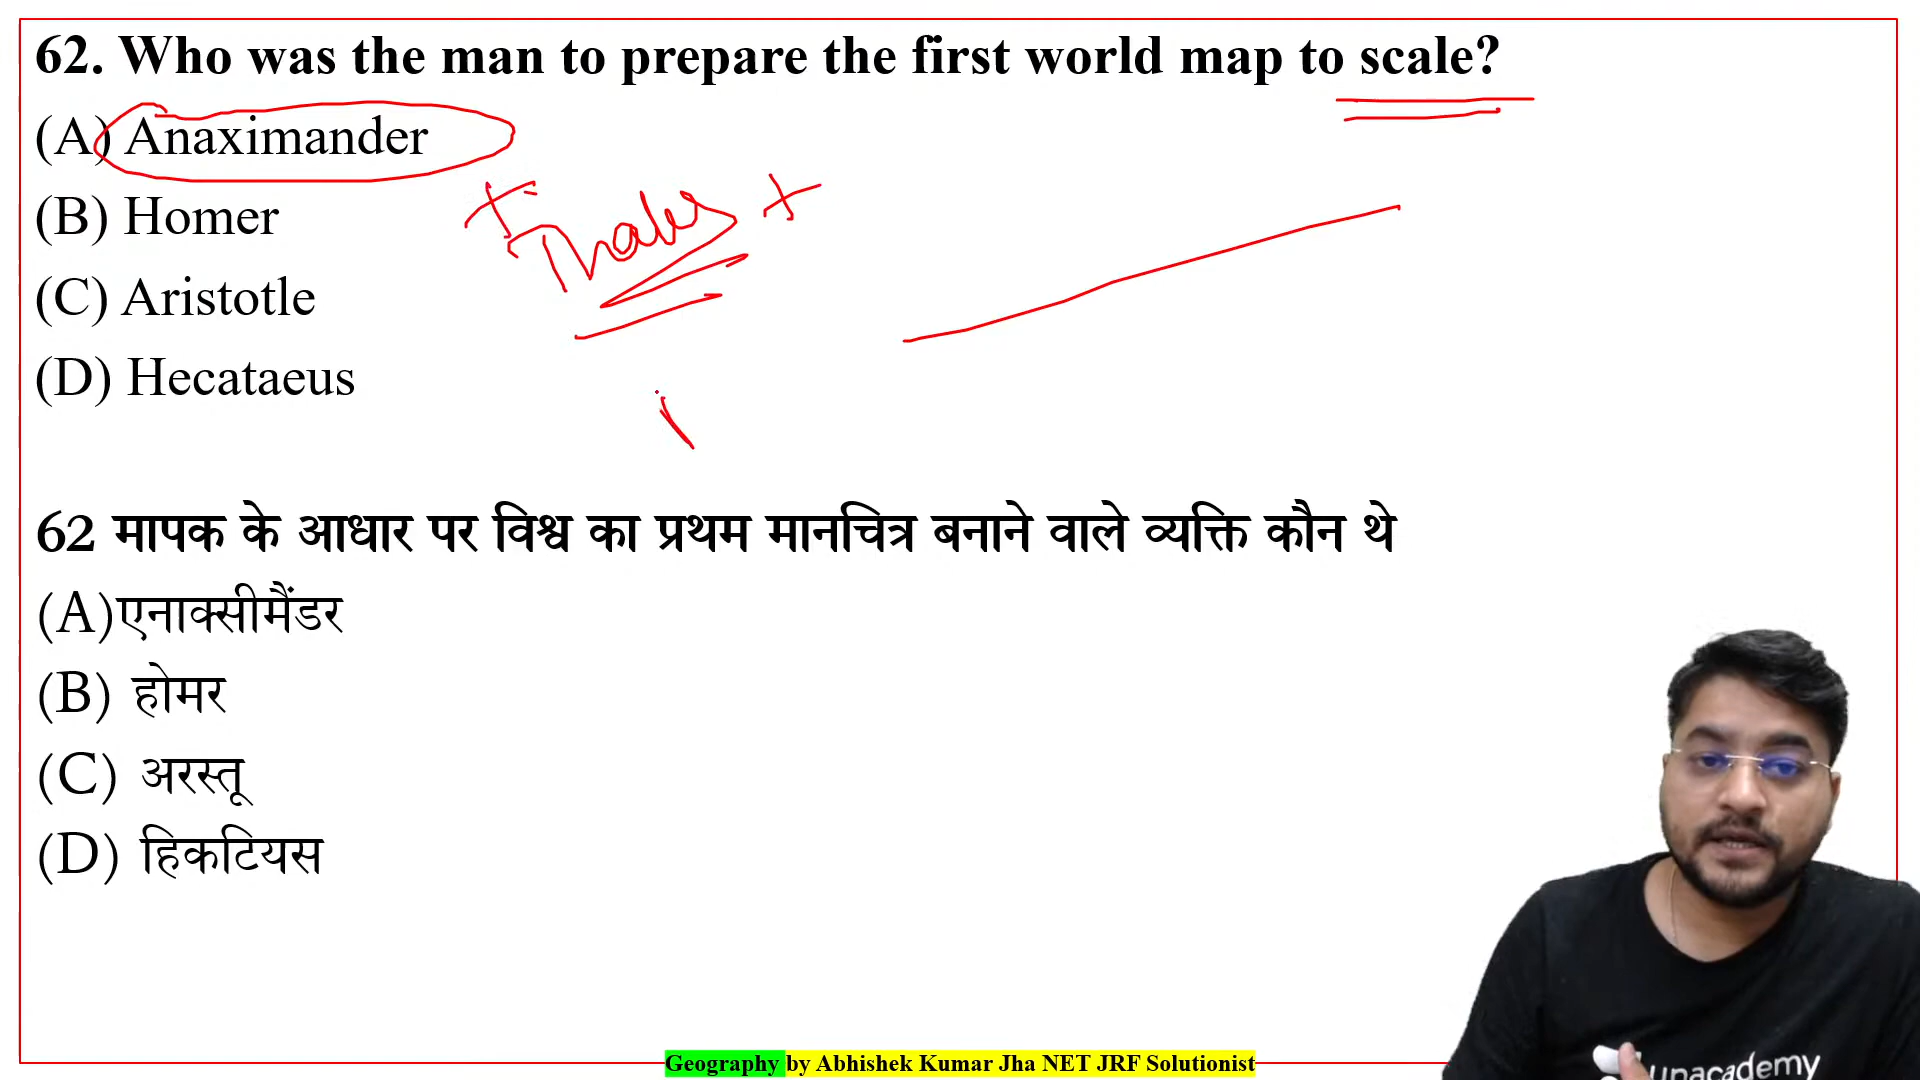 62. Who was the man to prepare the first world map to scale?
(A) Anaximander
(B) Homer
Thales
(C) Aristotle
(D) Hecataeus
62 मापक के आधार पर विश्व का प्रथम मानचित्र बनाने वाले व्यक्ति कौन थे
(A)एनाक्सीमैंडर
(B) होमर
(C) अरस्तू
(D) हिकटियस
unacademy
Geography by Abhishek Kumar Jha NET JRF Solutionist